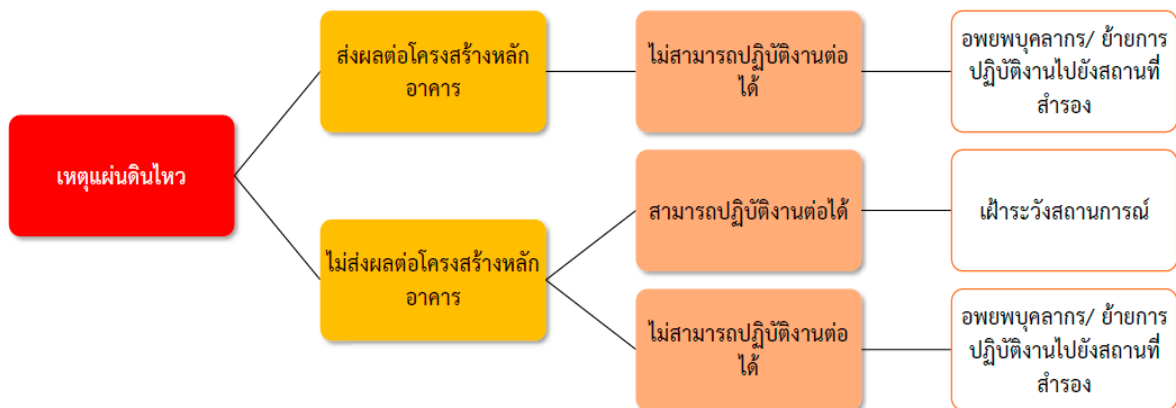 ส่งผลต่อโครงสร้างหลัก
อาคาร
ไม่สามารถปฏิบัติงานต่อ
ได้
อพยพบุคลากร/ ย้ายการ
ปฏิบัติงานไปยังสถานที่
สำรอง
เหตุแผ่นดินไหว
สามารถปฏิบัติงานต่อได้
เฝ้าระวังสถานการณ์
ไม่ส่งผลต่อโครงสร้างหลัก
อาคาร
ไม่สามารถปฏิบัติงานต่อ
ได้
อพยพบุคลากร/ ย้ายการ
ปฏิบัติงานไปยังสถานที่
สำรอง